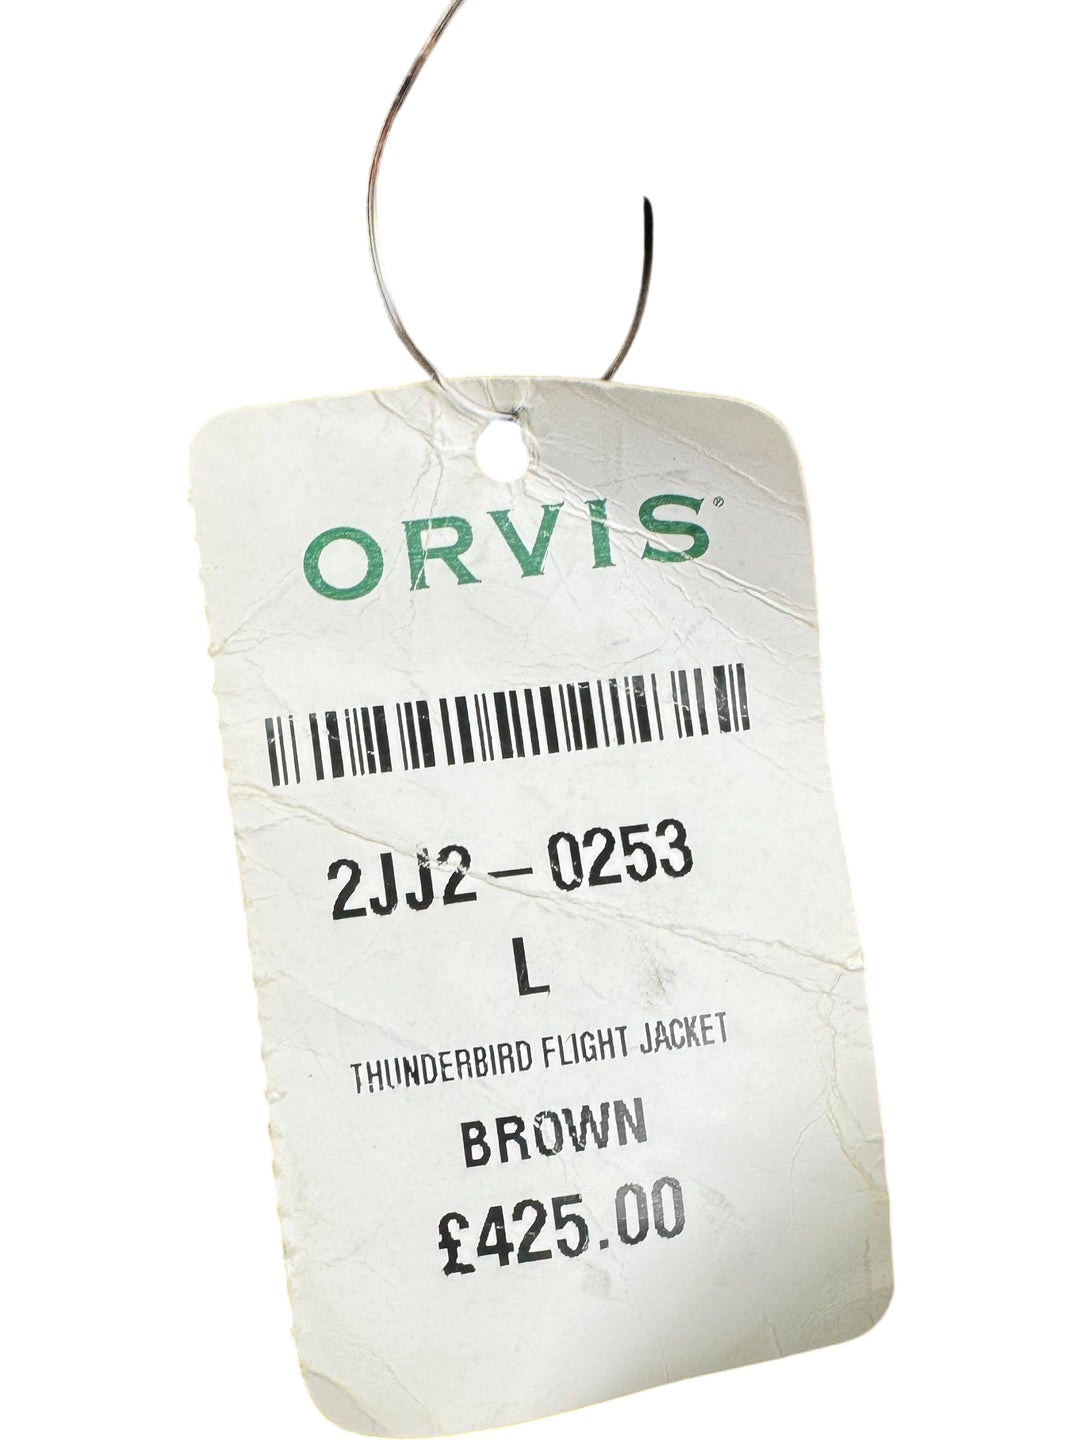 ORVIS®
2JJ2-0253
L
THUNDERBIRD FLIGHT JACKET
BROWN
£425.00